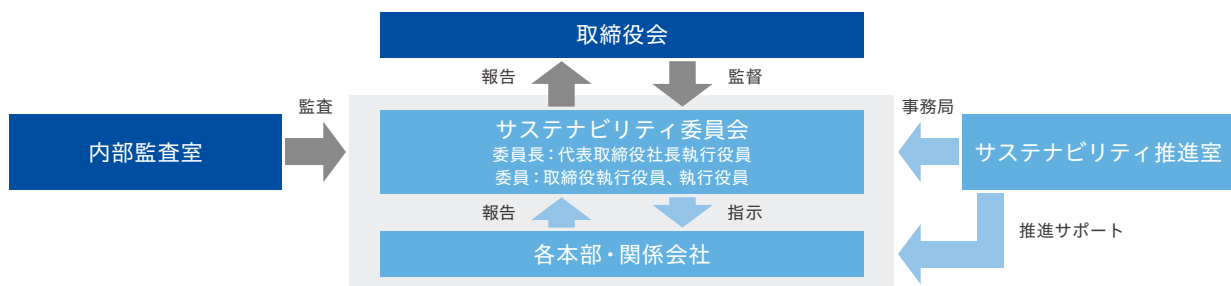 取締役会
報告
監督
監査
事務局
内部監査室
サステナビリティ委員会
委員長：代表取締役社長執行役員
委員：取締役執行役員、執行役員
サステナビリティ推進室
報告
指示
推進サポート
各本部・関係会社